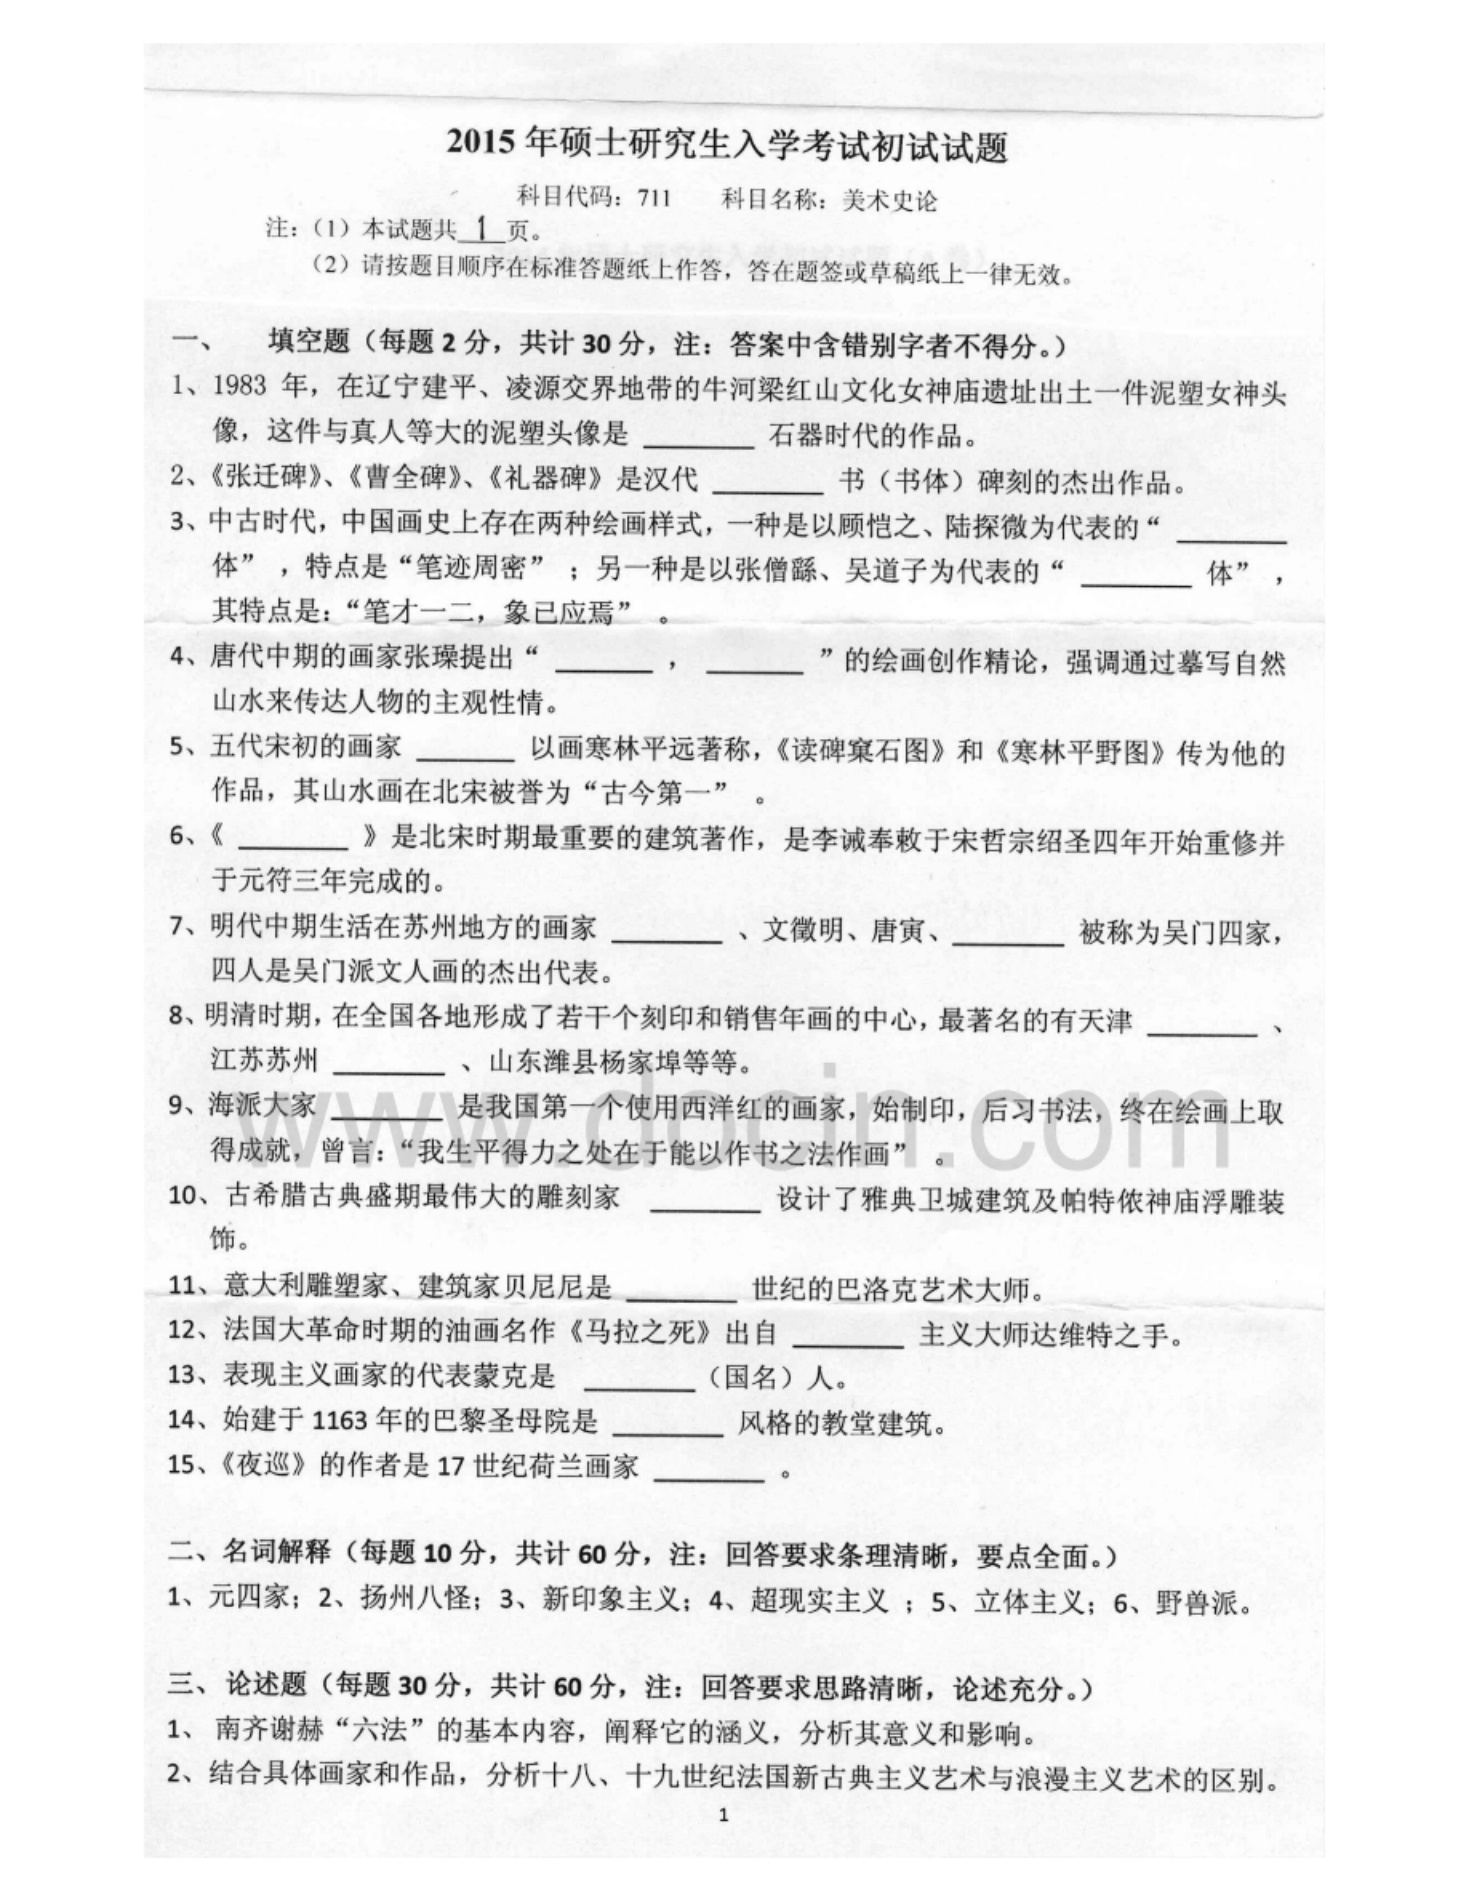 2015 年硕士研究生入学考试初试试题
科目代码：711 科目名称：美术史论
注：（1）本试题共 1 页。
（2）请按题目顺序在标准答题纸上作答，答在题签或草稿纸上一律无效。
一、 填空题（每题 2 分，共计 30 分，注：答案中含错别字者不得分。）
1、1983 年，在辽宁建平、凌源交界地带的牛河梁红山文化女神庙遗址出土一件泥塑女神头
像，这件与真人等大的泥塑头像是 ________ 石器时代的作品。
2、《张迁碑》、《曹全碑》、《礼器碑》是汉代 ________ 书（书体）碑刻的杰出作品。
3、中古时代，中国画史上存在两种绘画样式，一种是以顾恺之、陆探微为代表的“ ________
体” ，特点是“笔迹周密” ；另一种是以张僧繇、吴道子为代表的“ ________ 体” ，
其特点是：“笔才一二，象已应焉” 。
4、唐代中期的画家张璪提出“ _______ ， _______ ”的绘画创作精论，强调通过摹写自然
山水来传达人物的主观性情。
5、五代宋初的画家 _______ 以画寒林平远著称，《读碑窠石图》和《寒林平野图》传为他的
作品，其山水画在北宋被誉为“古今第一” 。
6、《 ________ 》是北宋时期最重要的建筑著作，是李诫奉敕于宋哲宗绍圣四年开始重修并
于元符三年完成的。
7、明代中期生活在苏州地方的画家 ________ 、文徵明、唐寅、________ 被称为吴门四家，
四人是吴门派文人画的杰出代表。
8、明清时期，在全国各地形成了若干个刻印和销售年画的中心，最著名的有天津 ________ 、
江苏苏州 ________ 、山东潍县杨家埠等等。
9、海派大家 ________ 是我国第一个使用西洋红的画家，始制印，后习书法，终在绘画上取
得成就，曾言：“我生平得力之处在于能以作书之法作画” 。
www.docin.com
10、古希腊古典盛期最伟大的雕刻家 ________ 设计了雅典卫城建筑及帕特侬神庙浮雕装
饰。
11、意大利雕塑家、建筑家贝尼尼是 ________ 世纪的巴洛克艺术大师。
12、法国大革命时期的油画名作《马拉之死》出自 ________ 主义大师达维特之手。
13、表现主义画家的代表蒙克是 ________（国名）人。
14、始建于 1163 年的巴黎圣母院是 ________ 风格的教堂建筑。
15、《夜巡》的作者是 17 世纪荷兰画家 ________ 。
二、名词解释（每题 10 分，共计 60 分，注：回答要求条理清晰，要点全面。）
1、元四家；2、扬州八怪；3、新印象主义；4、超现实主义 ；5、立体主义；6、野兽派。
三、论述题（每题 30 分，共计 60 分，注：回答要求思路清晰，论述充分。）
1、 南齐谢赫“六法”的基本内容，阐释它的涵义，分析其意义和影响。
2、结合具体画家和作品，分析十八、十九世纪法国新古典主义艺术与浪漫主义艺术的区别。
1